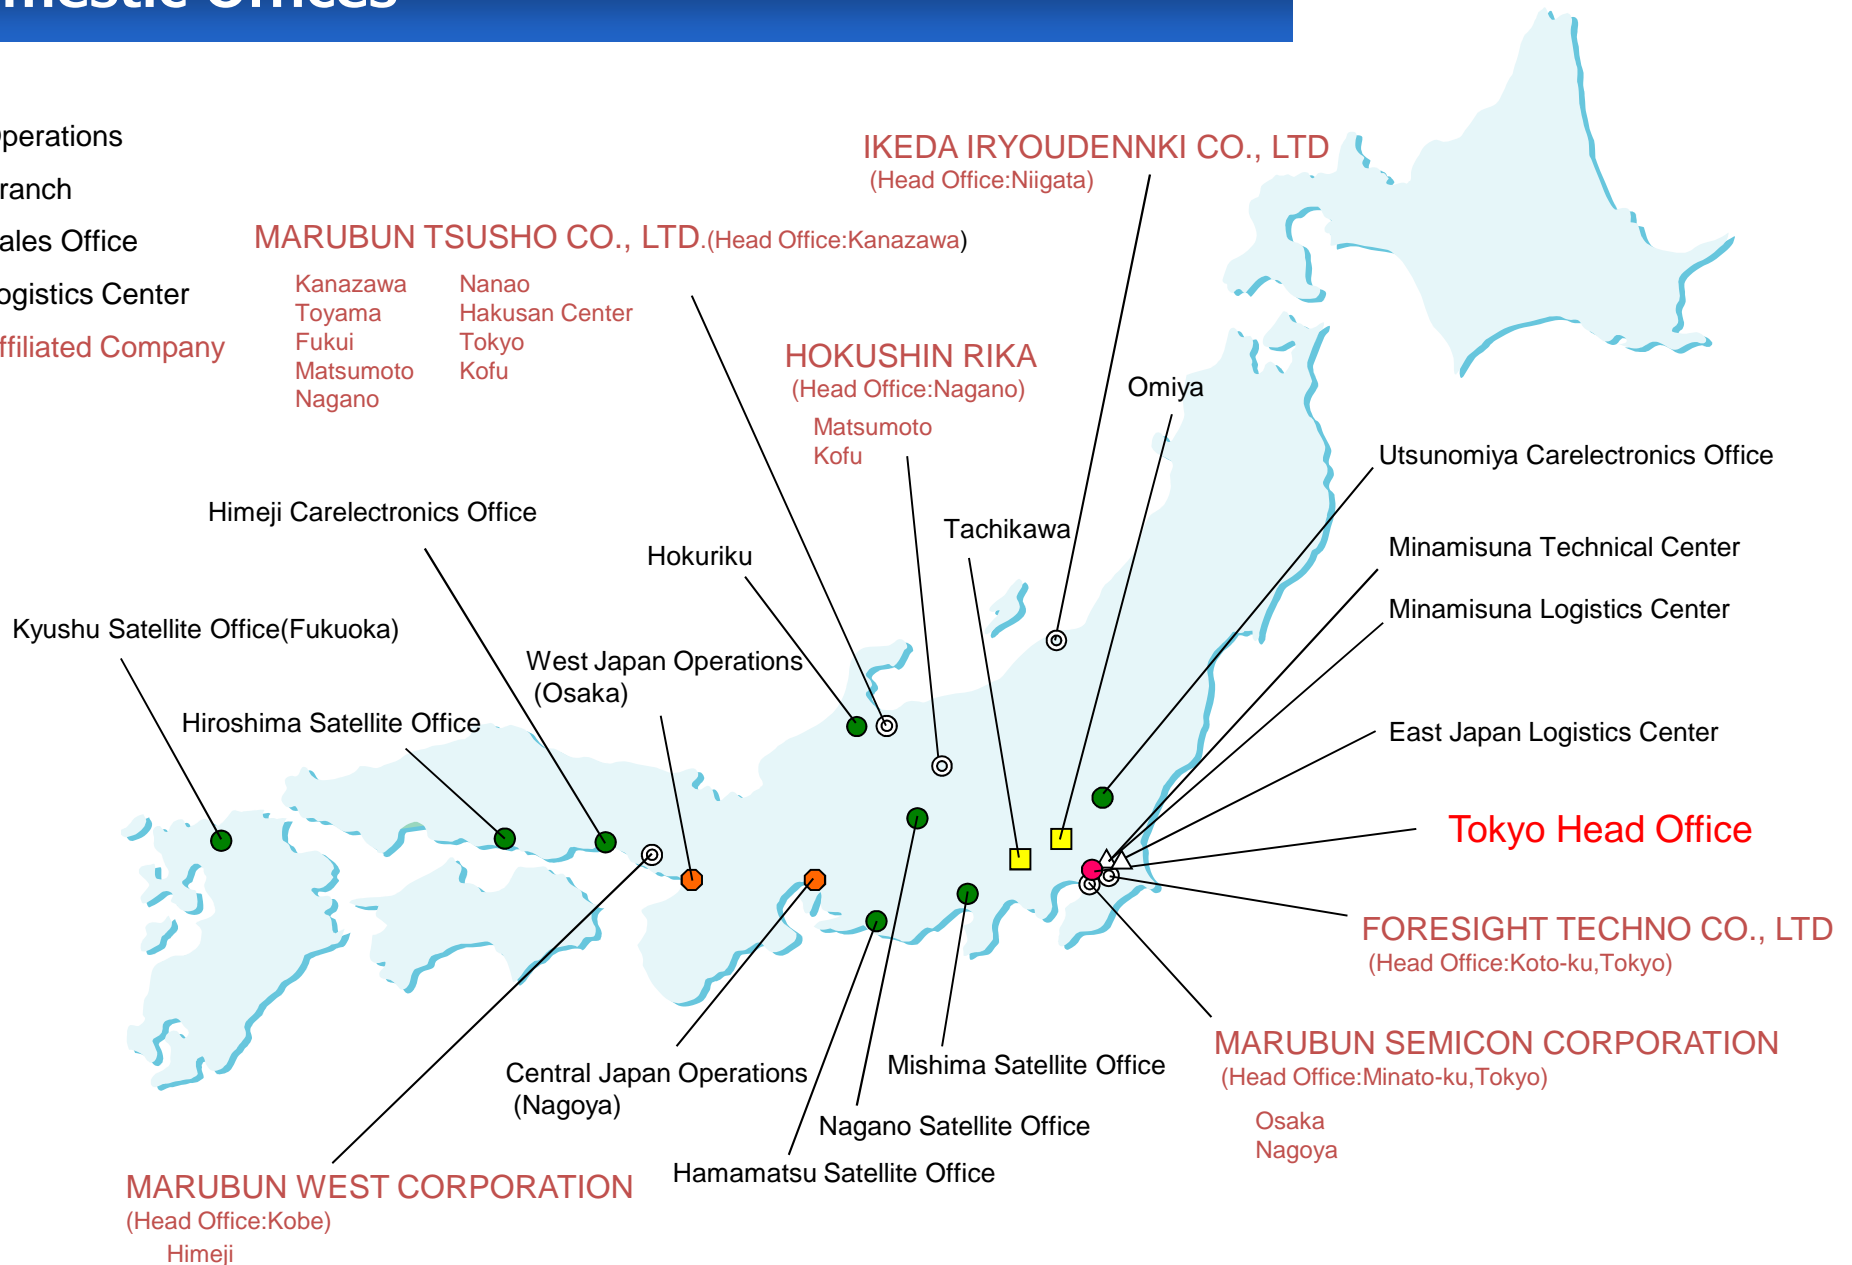 Offices
perations
ranch
ales Office
ogistics Center
ffiliated Company
IKEDA IRYOUDENNKI CO., LTD
(Head Office:Niigata)
MARUBUN TSUSHO CO., LTD.(Head Office:Kanazawa)
Kanazawa
Toyama
Fukui
Matsumoto
Nagano
Nanao
Hakusan Center
Tokyo
Kofu
HOKUSHIN RIKA
(Head Office:Nagano)
Matsumoto
Kofu
Omiya
Utsunomiya Carelectronics Office
Himeji Carelectronics Office
Tachikawa
Hokuriku
Minamisuna Technical Center
Minamisuna Logistics Center
Kyushu Satellite Office(Fukuoka)
West Japan Operations
(Osaka)
Hiroshima Satellite Office
East Japan Logistics Center
Tokyo Head Office
FORESIGHT TECHNO CO., LTD
(Head Office:Koto-ku,Tokyo)
MARUBUN SEMICON CORPORATION
(Head Office:Minato-ku,Tokyo)
Osaka
Nagoya
Mishima Satellite Office
Central Japan Operations
(Nagoya)
Nagano Satellite Office
Hamamatsu Satellite Office
MARUBUN WEST CORPORATION
(Head Office:Kobe)
Himeji